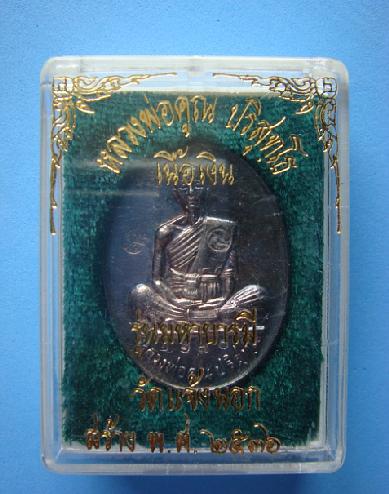 หลวงพ่อคูณ ปริสุทโธ
เนื้อเงิน
รุ่นมหาบารมี
วัดแจ้งนอก
สร้าง พ.ศ. ๒๕๓๖